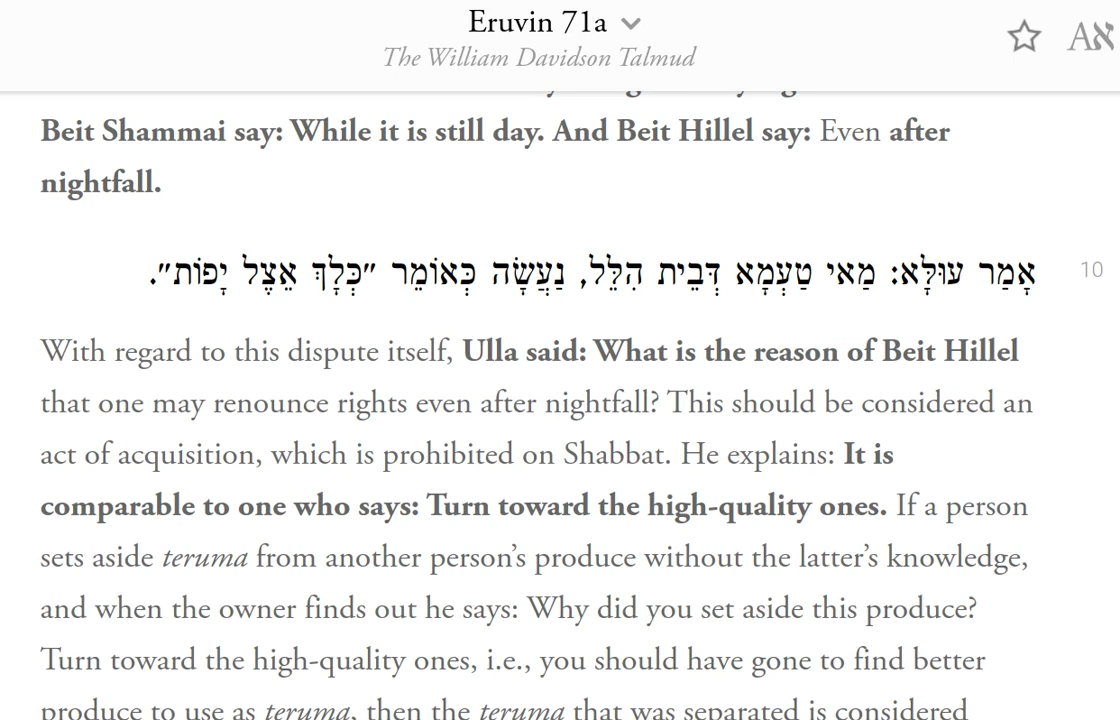 Eruvin 71a
The William Davidson Talmud
Aא
Beit Shammai say: While it is still day. And Beit Hillel say: Even after
nightfall.
אָמַר עוּלָּא: מַאי טַעְמָא דְּבֵית הִלֵּל, נַעֲשָׂה כְּאוֹמֵר ״כְּלָךְ אֵצֶל יָפוֹת״.
10
With regard to this dispute itself, Ulla said: What is the reason of Beit Hillel
that one may renounce rights even after nightfall? This should be considered an
act of acquisition, which is prohibited on Shabbat. He explains: It is
comparable to one who says: Turn toward the high-quality ones. If a person
sets aside teruma from another person’s produce without the latter’s knowledge,
and when the owner finds out he says: Why did you set aside this produce?
Turn toward the high-quality ones, i.e., you should have gone to find better
produce to use as teruma, then the teruma that was separated is considered